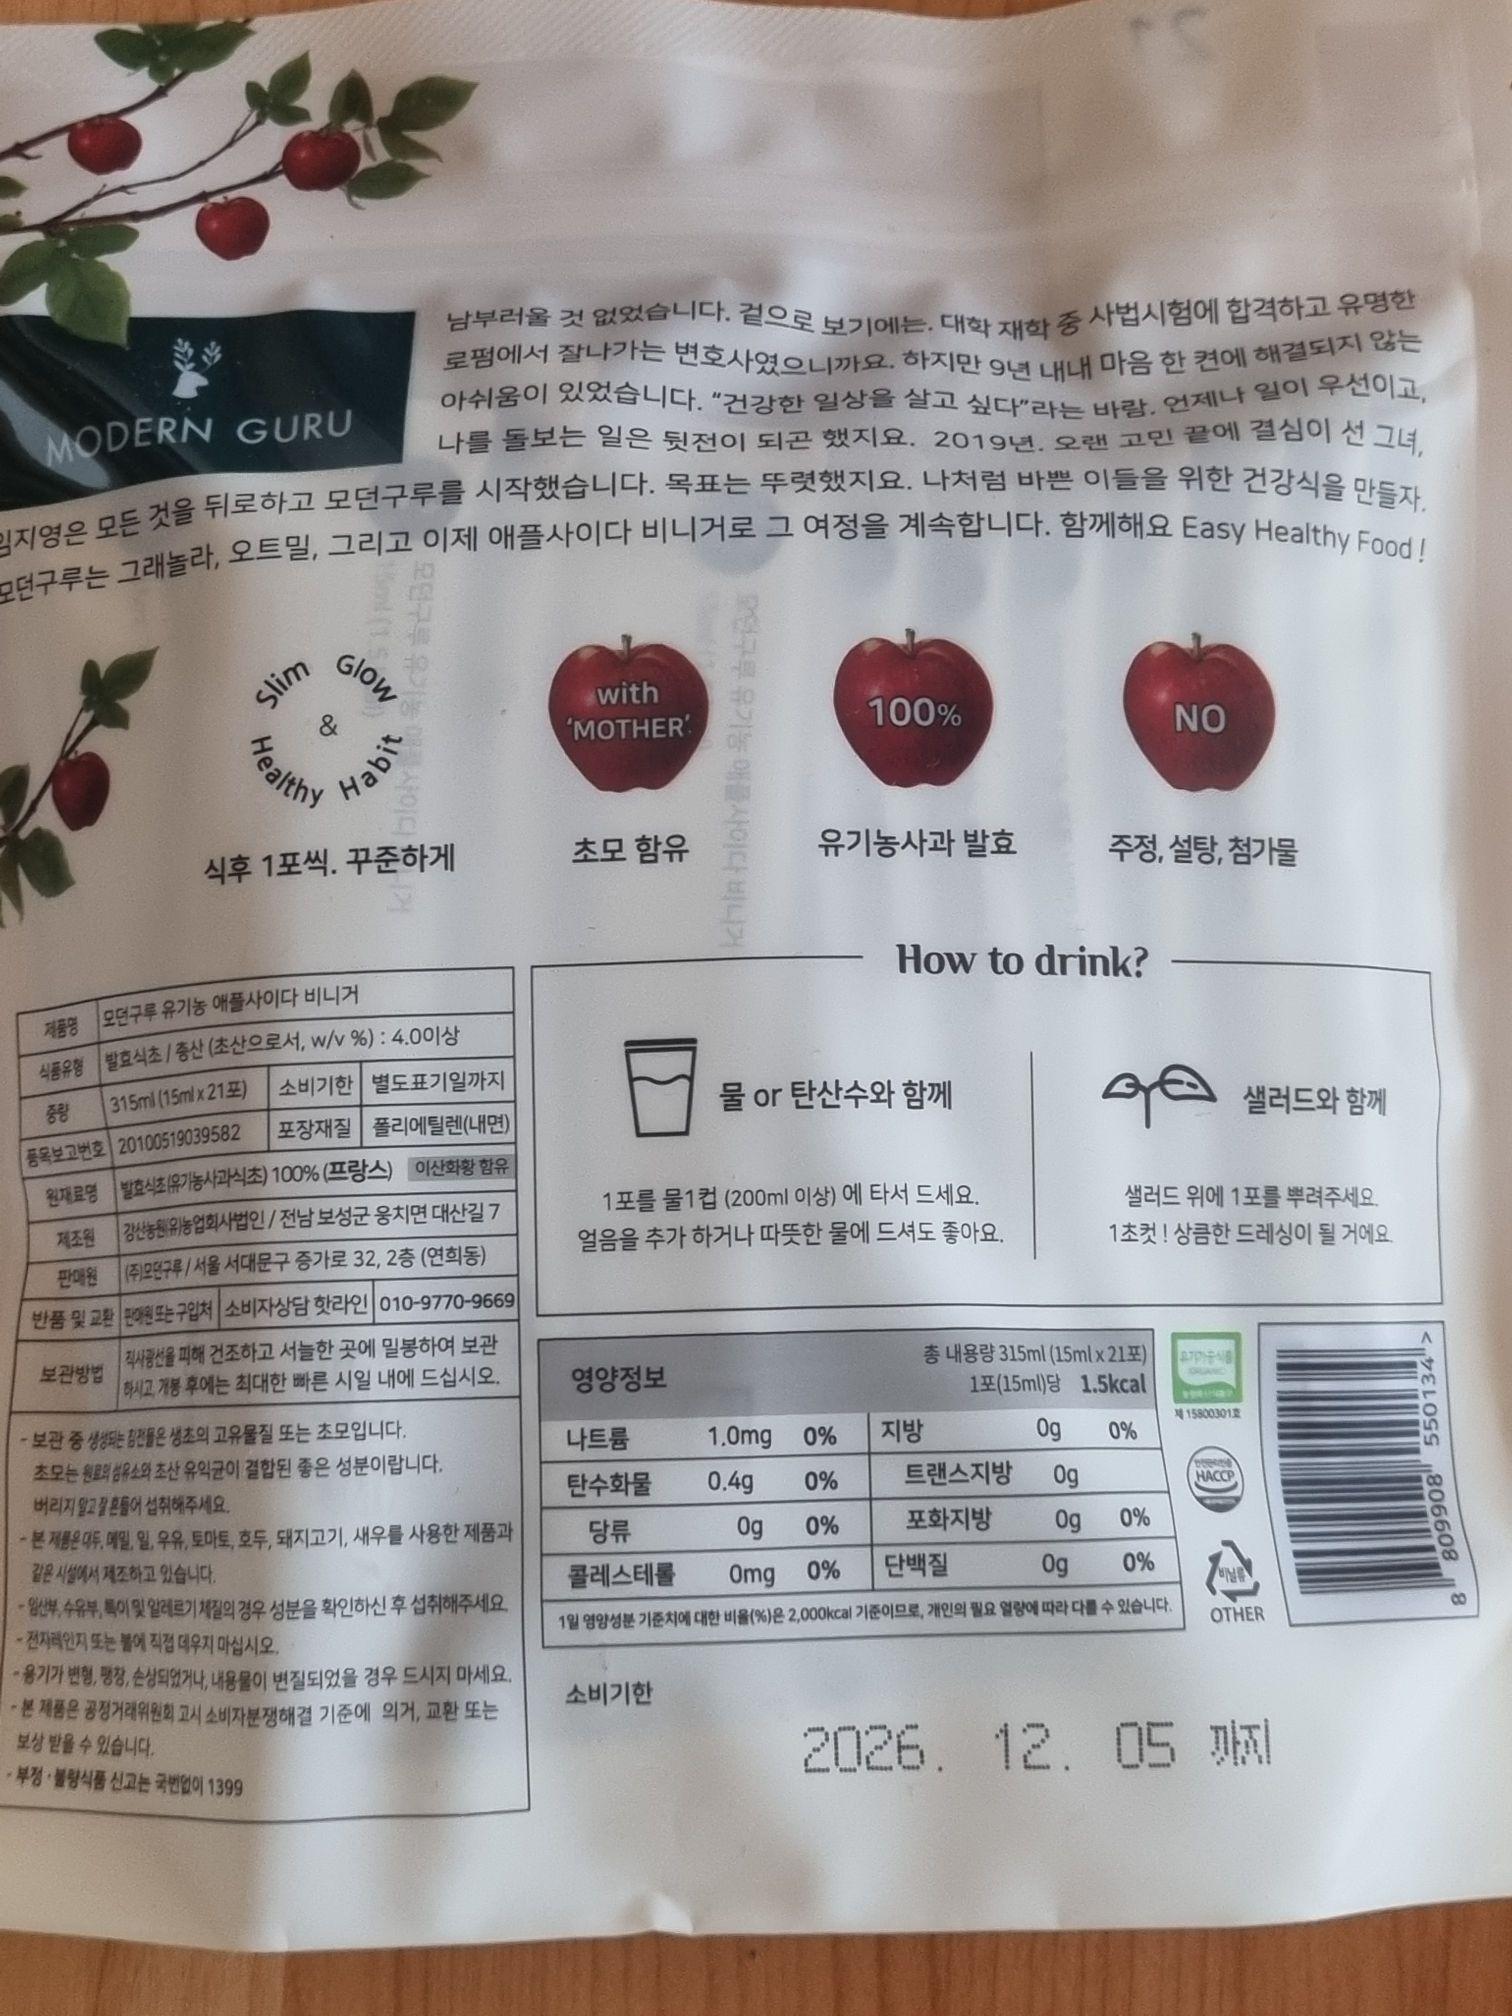 MODERN GURU
남부러울 것 없었습니다. 겉으로 보기에는. 대학 재학 중 사법시험에 합격하고 유명한
로펌에서 잘나가는 변호사였으니까요. 하지만 9년 내내 마음 한 켠에 해결되지 않는
아쉬움이 있었습니다. "건강한 일상을 살고 싶다"라는 바람. 언제나 일이 우선이고,
나를 돌보는 일은 뒷전이 되곤 했지요. 2019년. 오랜 고민 끝에 결심이 선 그녀,
임지영은 모든 것을 뒤로하고 모던구루를 시작했습니다. 목표는 뚜렷했지요. 나처럼 바쁜 이들을 위한 건강식을 만들자.
모던구루는 그래놀라, 오트밀, 그리고 이제 애플사이다 비니거로 그 여정을 계속합니다. 함께해요 Easy Healthy Food !
Slim Glow
&
Healthy Habit
식후 1포씩. 꾸준하게
with
'MOTHER'
초모 함유
100%
유기농사과 발효
NO
주정, 설탕, 첨가물
제품명 모던구루 유기농 애플사이다 비니거
식품유형 발효식초 / 총산 (초산으로서, w/v %) : 4.0이상
중량 315ml (15ml x 21포) 소비기한 별도표기일까지
품목보고번호 20100519039582 포장재질 폴리에틸렌(내면)
원재료명 발효식초(유기농사과식초) 100% (프랑스) 이산화황 함유
제조원 강산농원(유)농업회사법인 / 전남 보성군 웅치면 대산길 7
판매원 (주)모던구루 / 서울 서대문구 증가로 32, 2층 (연희동)
반품 및 교환 판매원 또는 구입처 소비자상담 핫라인 010-9770-9669
보관방법 직사광선을 피해 건조하고 서늘한 곳에 밀봉하여 보관
하시고, 개봉 후에는 최대한 빠른 시일 내에 드십시오.
- 보관 중 생성되는 침전물은 생초의 고유물질 또는 초모입니다.
초모는 원료의 섬유소와 초산 유익균이 결합된 좋은 성분이랍니다.
버리지 말고 잘 흔들어 섭취해주세요.
- 본 제품은 대두, 메밀, 밀, 우유, 토마토, 호두, 돼지고기, 새우를 사용한 제품과
같은 시설에서 제조하고 있습니다.
- 임산부, 수유부, 특이 및 알레르기 체질의 경우 성분을 확인하신 후 섭취해주세요.
- 전자레인지 또는 불에 직접 데우지 마십시오.
- 용기가 변형, 팽창, 손상되었거나, 내용물이 변질되었을 경우 드시지 마세요.
- 본 제품은 공정거래위원회 고시 소비자분쟁해결 기준에 의거, 교환 또는
보상 받을 수 있습니다.
- 부정 · 불량식품 신고는 국번없이 1399
How to drink?
물 or 탄산수와 함께
1포를 물1컵 (200ml 이상) 에 타서 드세요.
얼음을 추가 하거나 따뜻한 물에 드셔도 좋아요.
샐러드와 함께
샐러드 위에 1포를 뿌려주세요.
1초컷 ! 상큼한 드레싱이 될 거에요.
영양정보
총 내용량 315ml (15ml x 21포)
1포(15ml)당 1.5kcal
나트륨 1.0mg 0% 지방 0g 0%
탄수화물 0.4g 0% 트랜스지방 0g
당류 0g 0% 포화지방 0g 0%
콜레스테롤 0mg 0% 단백질 0g 0%
1일 영양성분 기준치에 대한 비율(%)은 2,000kcal 기준이므로, 개인의 필요 열량에 따라 다를 수 있습니다.
유기가공식품
ORGANIC
제 15800301호
HACCP
비닐류
OTHER
8 809908 550134 >
소비기한
2026. 12. 05 까지